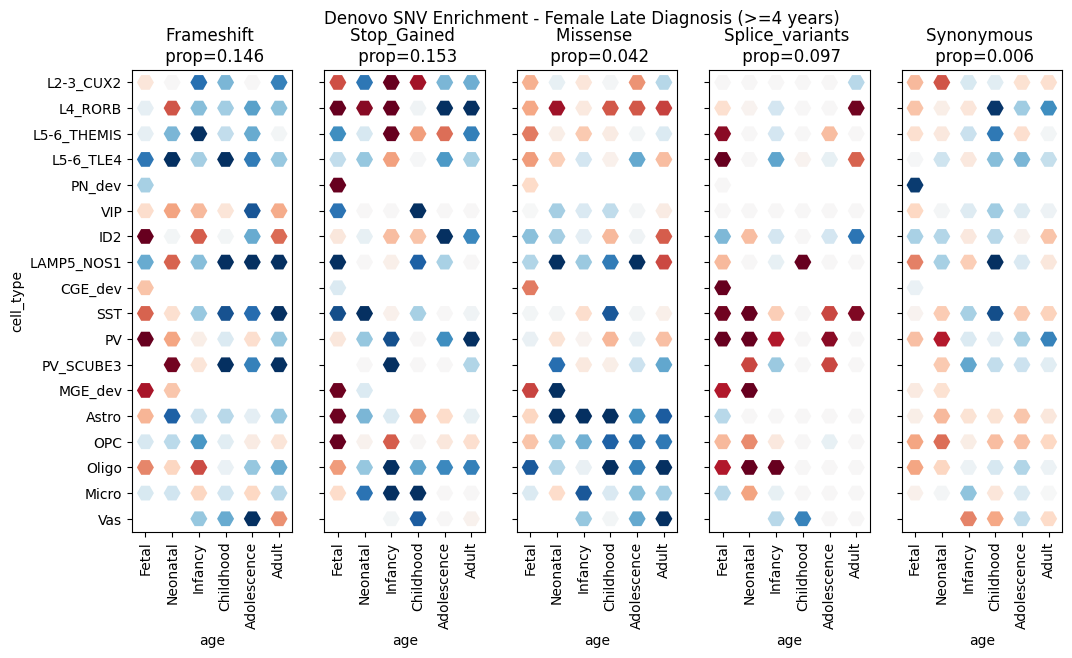 Denovo SNV Enrichment - Female Late Diagnosis (>=4 years)
Frameshift
prop=0.146
Stop_Gained
prop=0.153
Missense
prop=0.042
Splice_variants
prop=0.097
Synonymous
prop=0.006
cell_type
L2-3_CUX2
L4_RORB
L5-6_THEMIS
L5-6_TLE4
PN_dev
VIP
ID2
LAMP5_NOS1
CGE_dev
SST
PV
PV_SCUBE3
MGE_dev
Astro
OPC
Oligo
Micro
Vas
Fetal
Neonatal
Infancy
Childhood
Adolescence
Adult
age
Fetal
Neonatal
Infancy
Childhood
Adolescence
Adult
age
Fetal
Neonatal
Infancy
Childhood
Adolescence
Adult
age
Fetal
Neonatal
Infancy
Childhood
Adolescence
Adult
age
Fetal
Neonatal
Infancy
Childhood
Adolescence
Adult
age